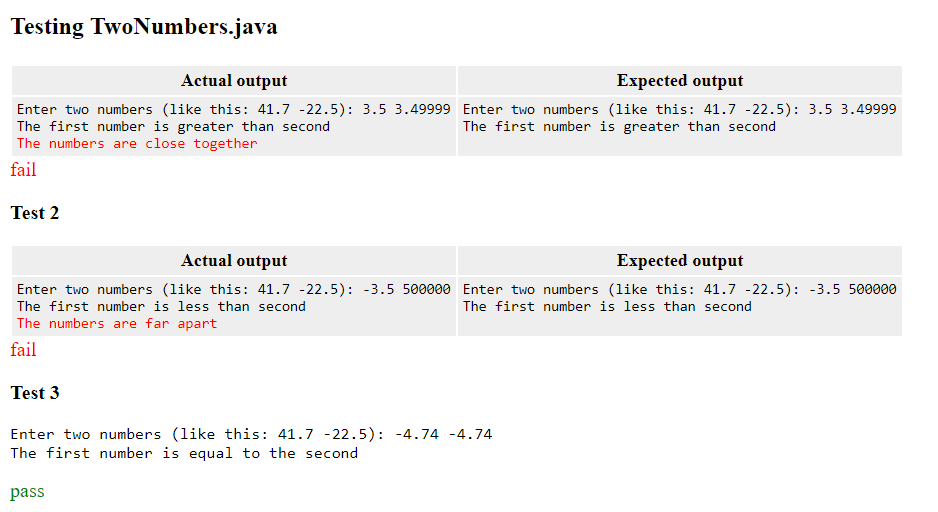 Testing TwoNumbers.java
Actual output
Expected output
Enter two numbers (like this: 41.7 -22.5): 3.5 3.49999
The first number is greater than second
The numbers are close together
Enter two numbers (like this: 41.7 -22.5): 3.5 3.49999
The first number is greater than second
fail
Test 2
Actual output
Expected output
Enter two numbers (like this: 41.7 -22.5): -3.5 500000
The first number is less than second
The numbers are far apart
Enter two numbers (like this: 41.7 -22.5): -3.5 500000
The first number is less than second
fail
Test 3
Enter two numbers (like this: 41.7 -22.5): -4.74 -4.74
The first number is equal to the second
pass